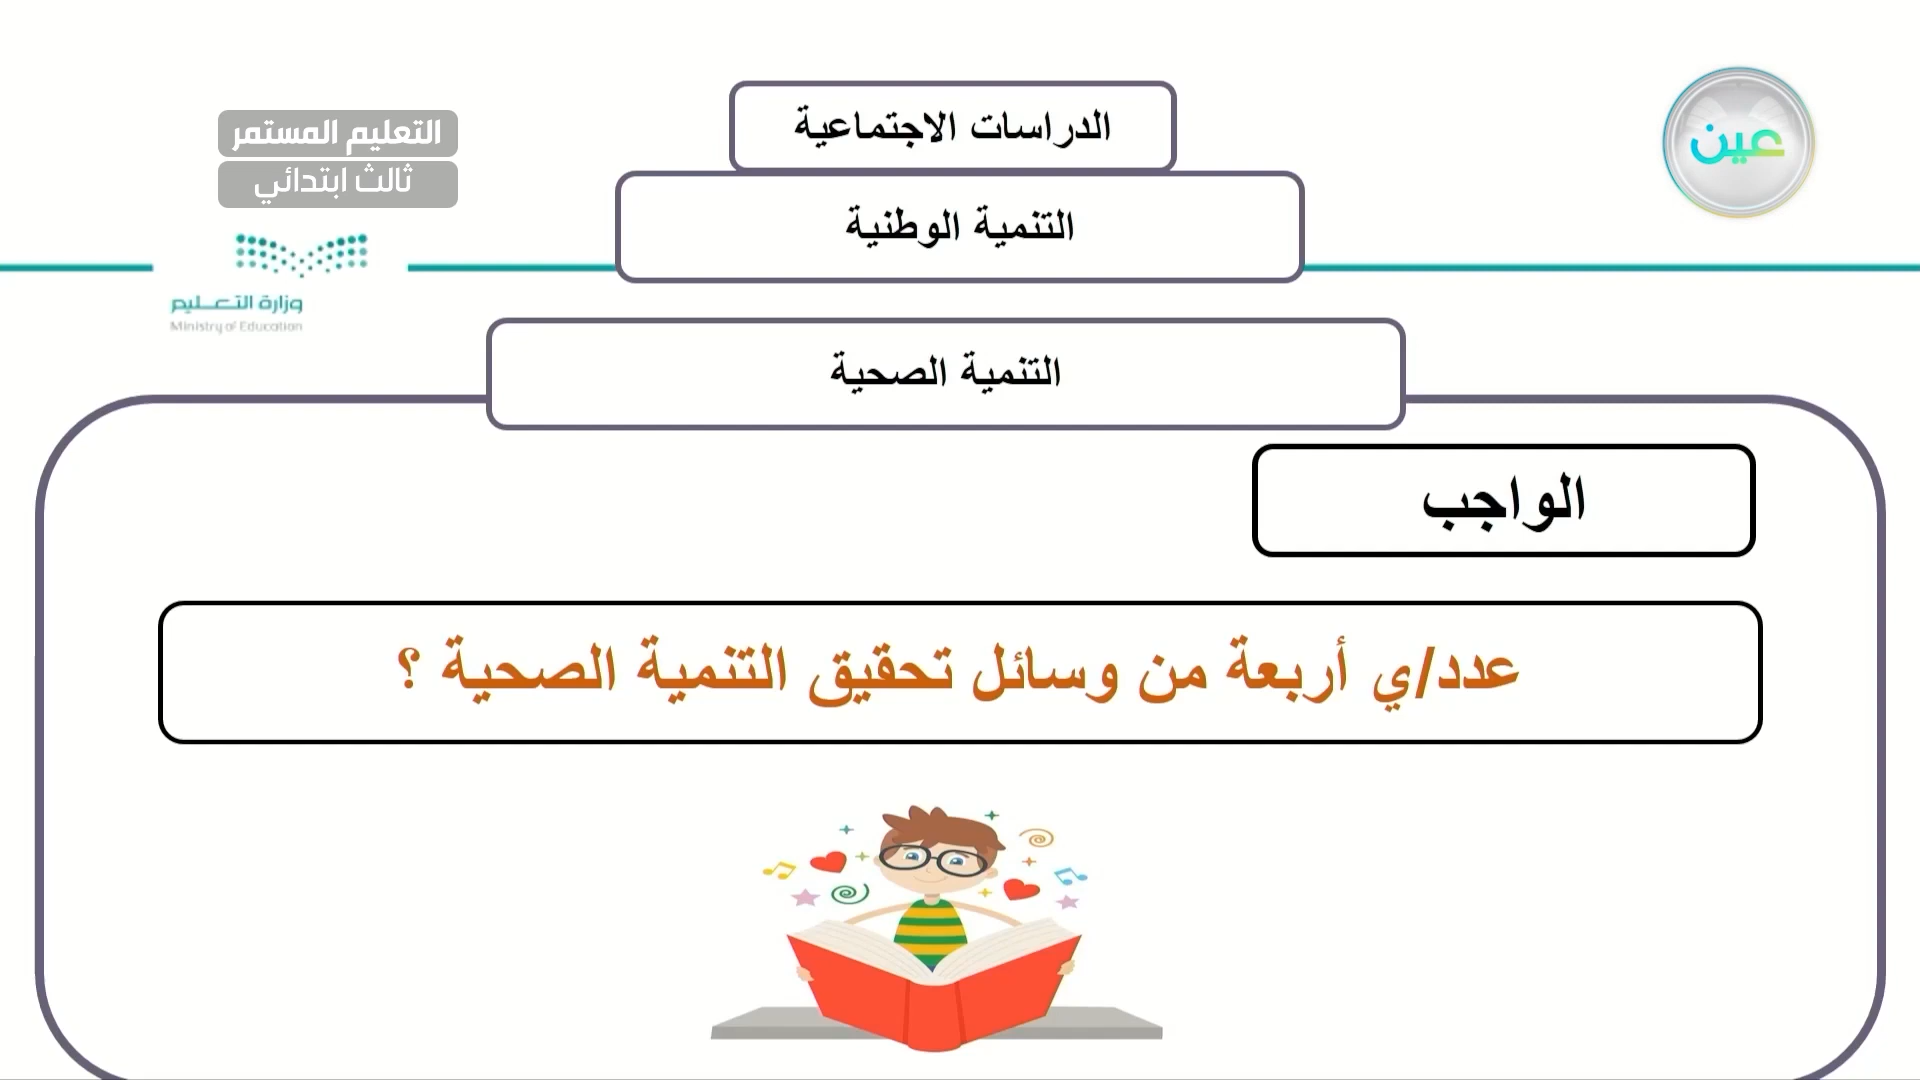 الدراسات الاجتماعية
عين
التعليم المستمر
ثالث ابتدائي
التنمية الوطنية
وزارة التعليم
Ministry of Education
التنمية الصحية
الواجب
عدد/ي أربعة من وسائل تحقيق التنمية الصحية ؟